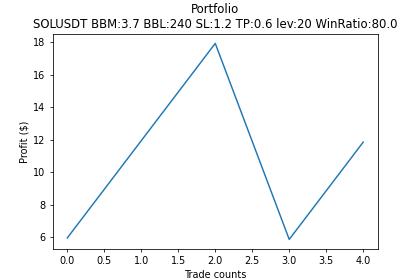 Portfolio
SOLUSDT BBM:3.7 BBL:240 SL:1.2 TP:0.6 lev:20 WinRatio:80.0
18
16
14
12
10
8
6
Profit ($)
0.0 0.5 1.0 1.5 2.0 2.5 3.0 3.5 4.0
Trade counts